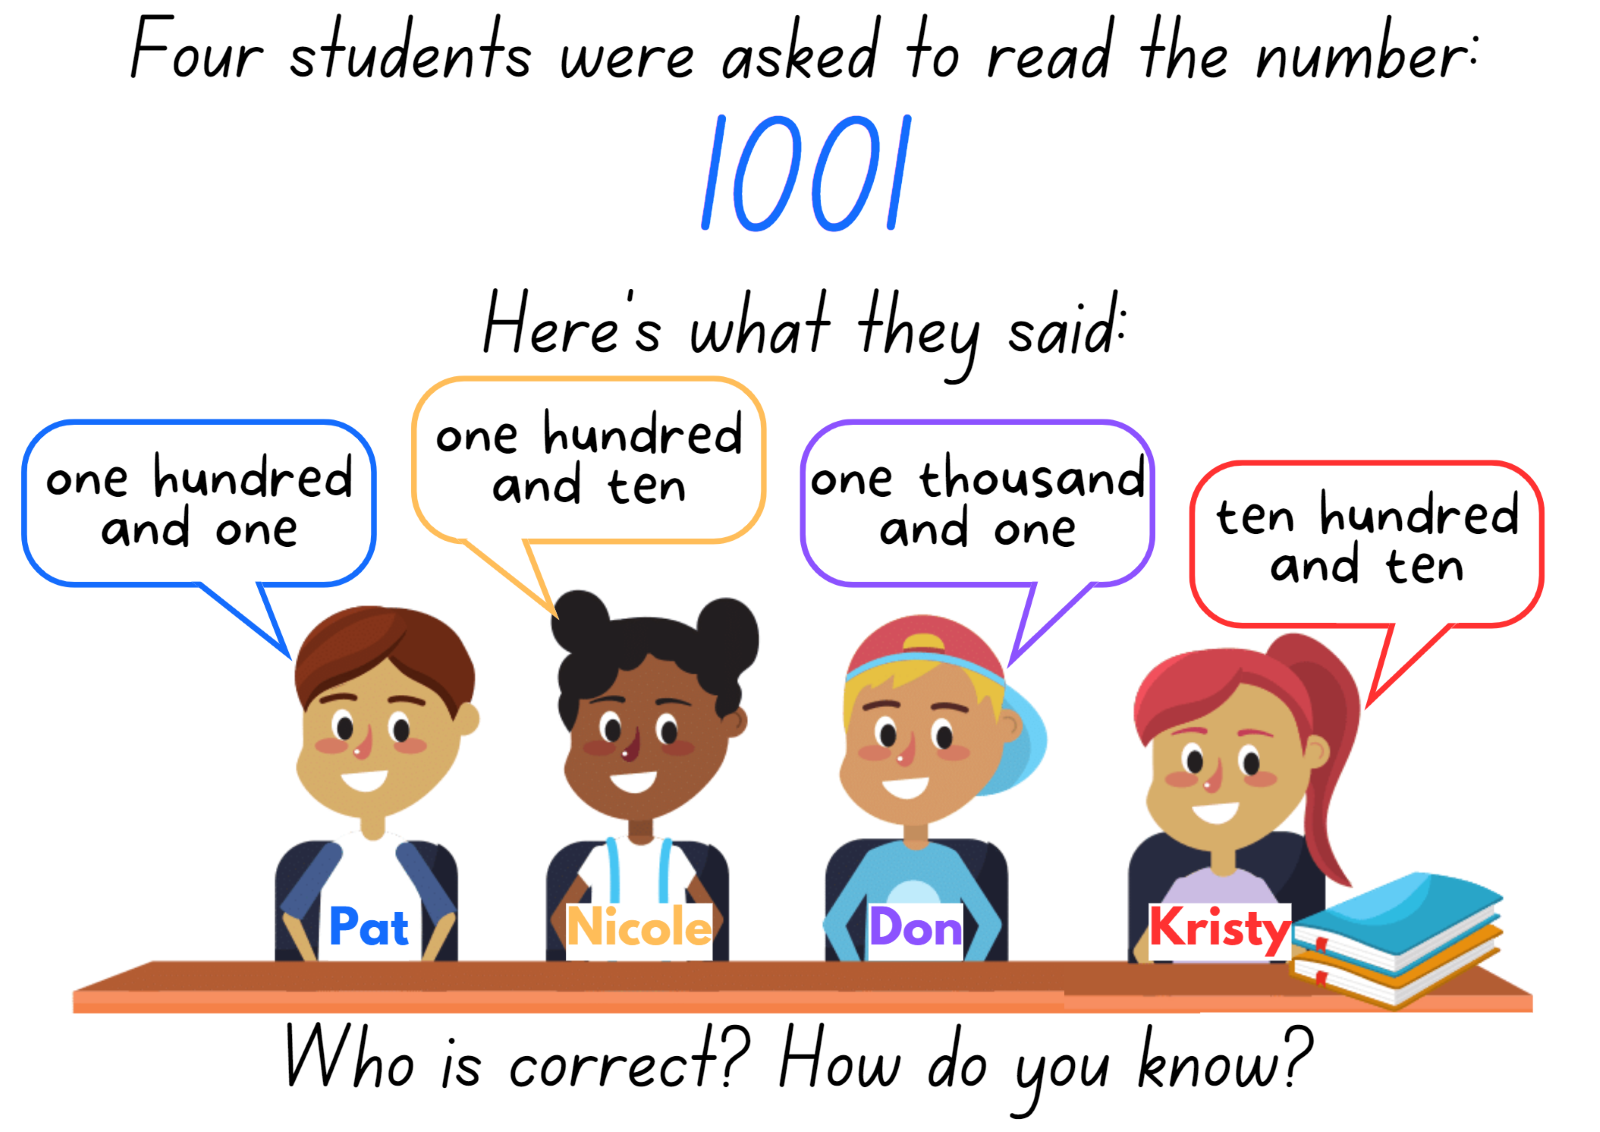 Four students were asked to read the number:
1001
Here's what they said:
one hundred
and one
one hundred
and ten
one thousand
and one
ten hundred
and ten
Pat
Nicole
Don
Kristy
Who is correct? How do you know?